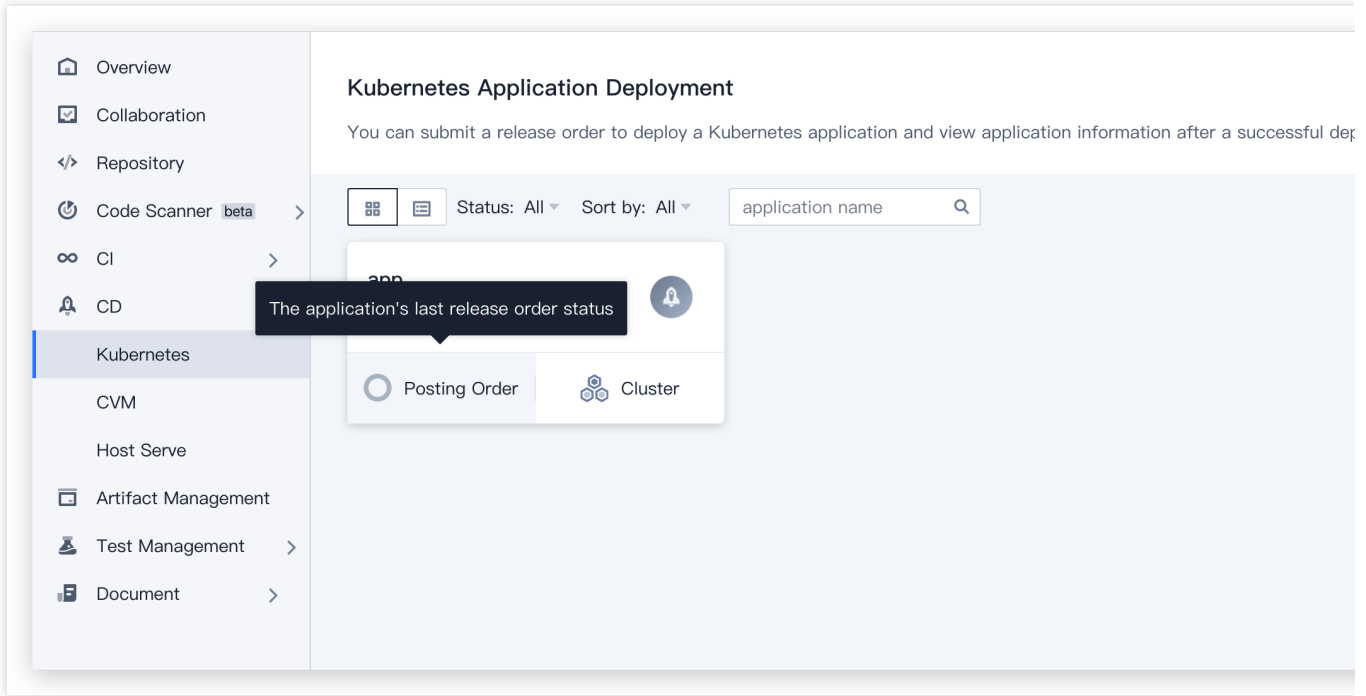 Overview
Collaboration
Repository
Code Scanner beta
CI
CD
Kubernetes
CVM
Host Serve
Artifact Management
Test Management
Document
Kubernetes Application Deployment
You can submit a release order to deploy a Kubernetes application and view application information after a successful
Status: All Sort by: All application name
app
The application's last release order status
Posting Order Cluster